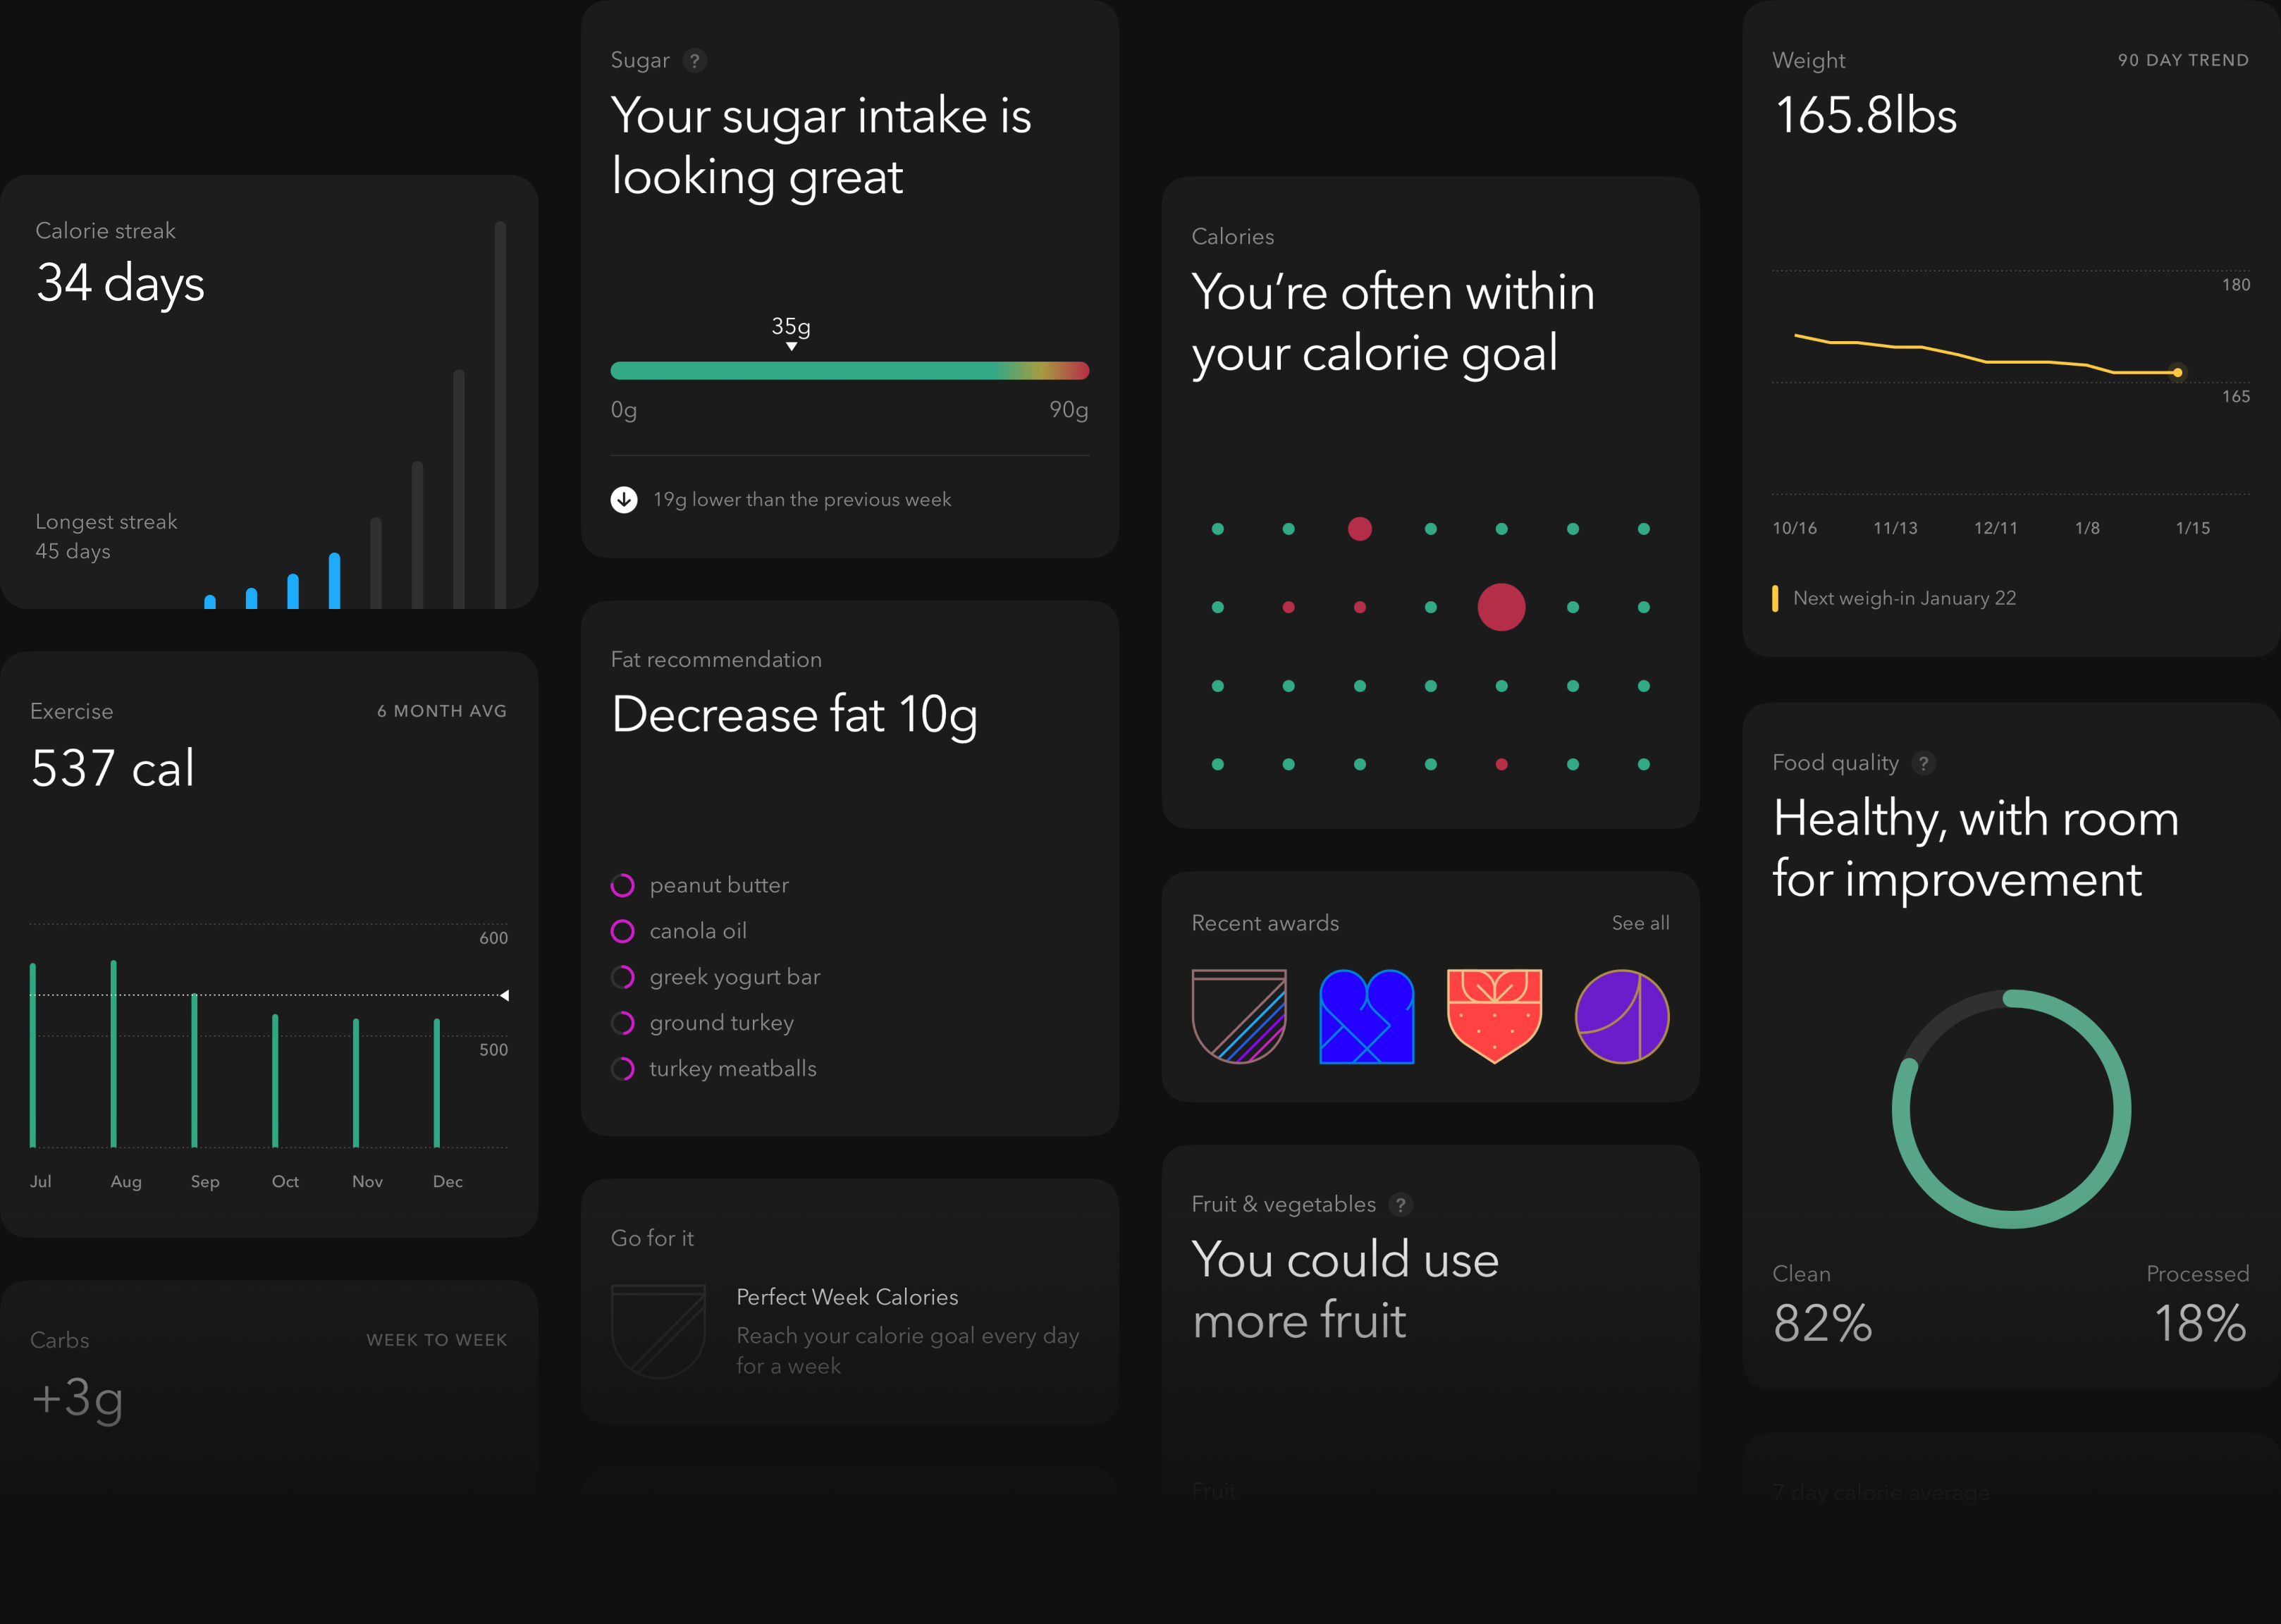 Calorie streak
34 days
Longest streak
45 days
Exercise
6 MONTH AVG
537 cal
600
500
Jul Aug Sep Oct Nov Dec
Carbs
WEEK TO WEEK
+3g
Sugar ?
Your sugar intake is
looking great
35g
0g 90g
19g lower than the previous week
Fat recommendation
Decrease fat 10g
peanut butter
canola oil
greek yogurt bar
ground turkey
turkey meatballs
Go for it
Perfect Week Calories
Reach your calorie goal every day
for a week
Calories
You’re often within
your calorie goal
Recent awards
See all
Fruit & vegetables ?
You could use
more fruit
Fruit
Weight
90 DAY TREND
165.8lbs
180
165
10/16 11/13 12/11 1/8 1/15
Next weigh-in January 22
Food quality ?
Healthy, with room
for improvement
Clean Processed
82% 18%
7 day calorie average